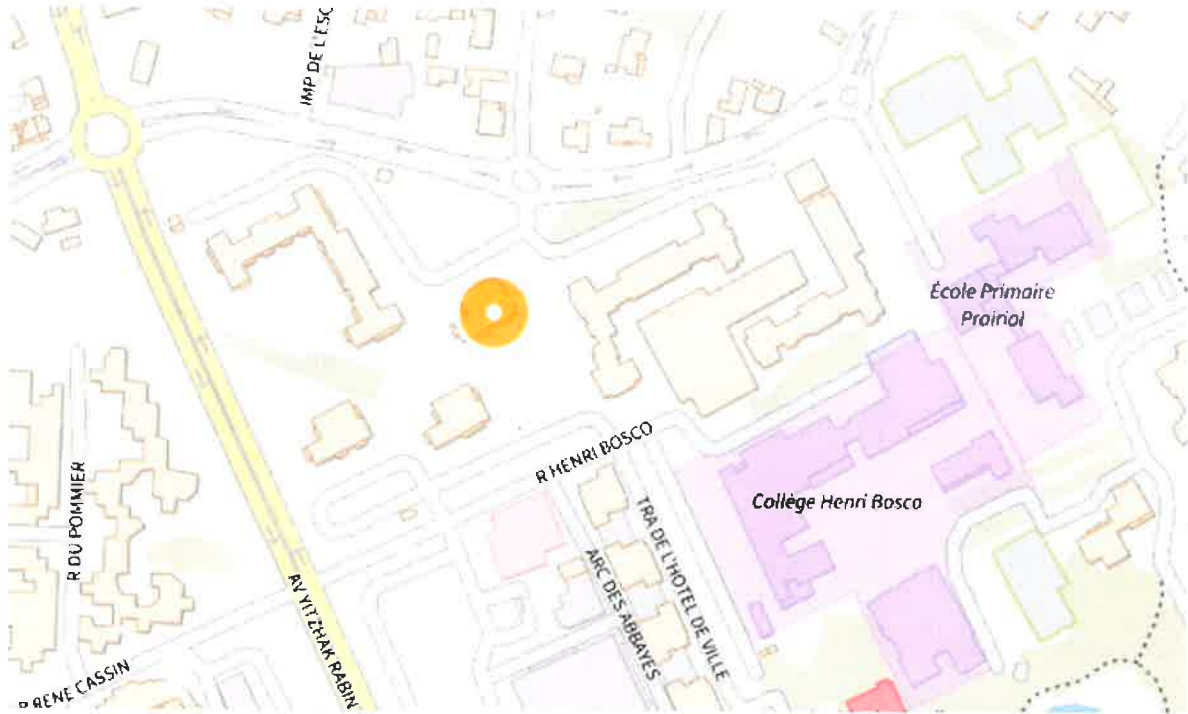 IMP DE L'ESC
École Primaire
Prairial
R HENRI BOSCO
R DU POMMIER
Collège Henri Bosco
TRA DE L'HOTEL DE VILLE
ARC DES ABBAYES
AV YITZHAK RABIN
R RENE CASSIN